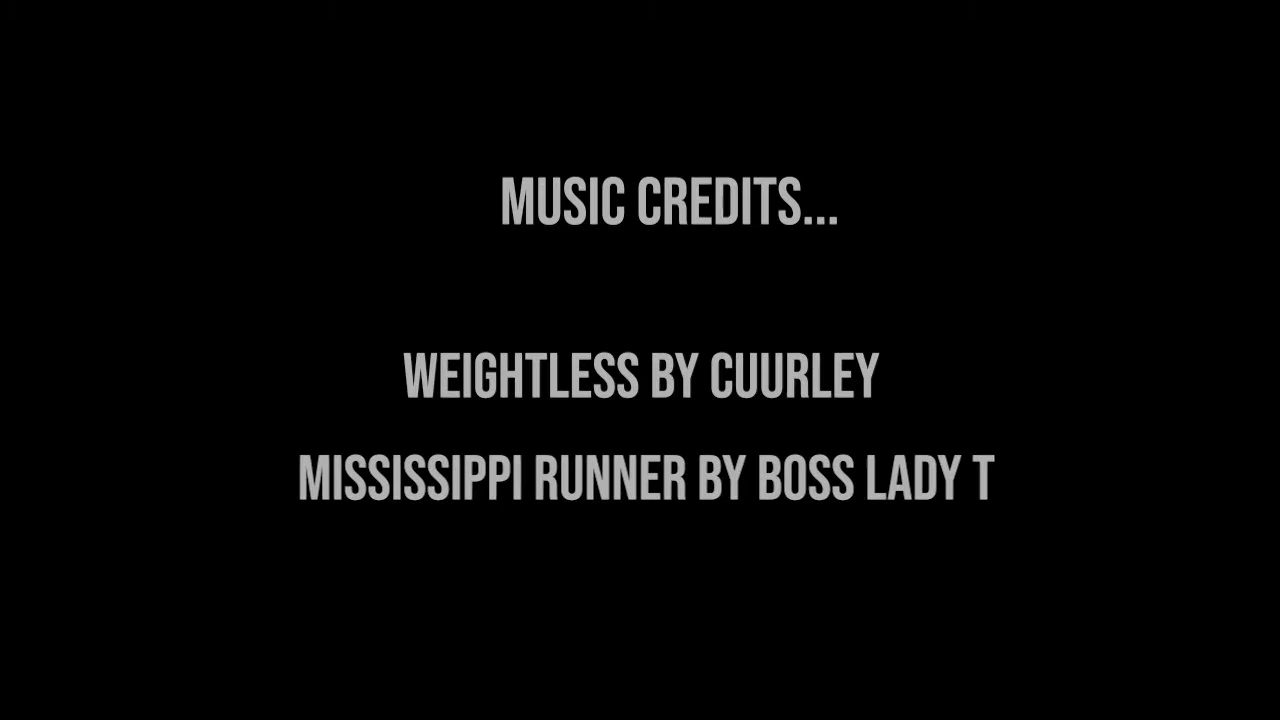 MUSIC CREDITS...
WEIGHTLESS BY CUURLEY
MISSISSIPPI RUNNER BY BOSS LADY T